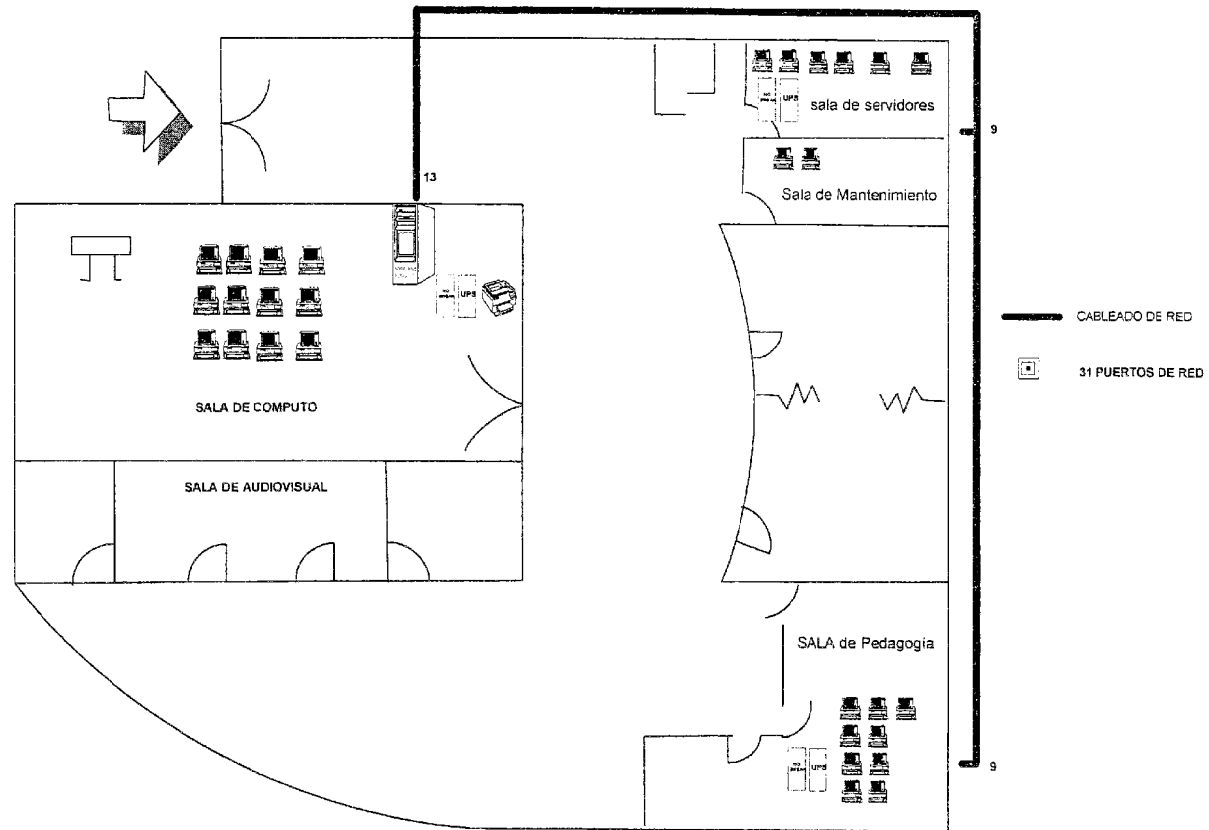 sala de servidores
UPS
9
13
Sala de Mantenimiento
UPS
CABLEADO DE RED
31 PUERTOS DE RED
SALA DE COMPUTO
SALA DE AUDIOVISUAL
SALA de Pedagogía
UPS
9